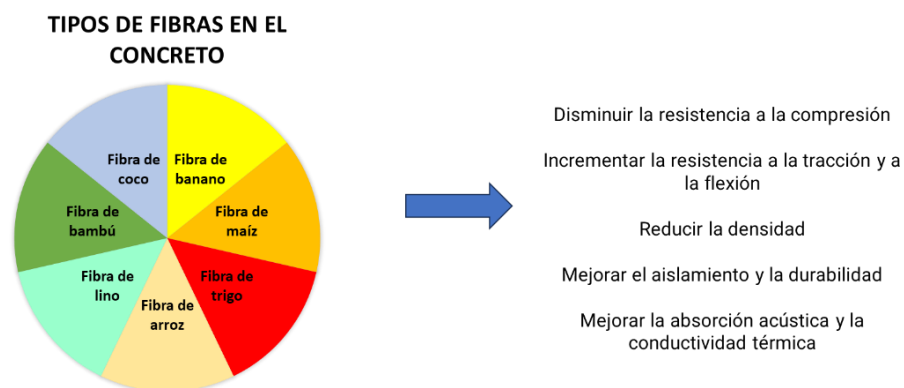 TIPOS DE FIBRAS EN EL
CONCRETO
Fibra de
coco
Fibra de
banano
Fibra de
bambú
Fibra de
maíz
Fibra de
lino
Fibra de
trigo
Fibra de
arroz
Disminuir la resistencia a la compresión
Incrementar la resistencia a la tracción y a
la flexión
Reducir la densidad
Mejorar el aislamiento y la durabilidad
Mejorar la absorción acústica y la
conductividad térmica